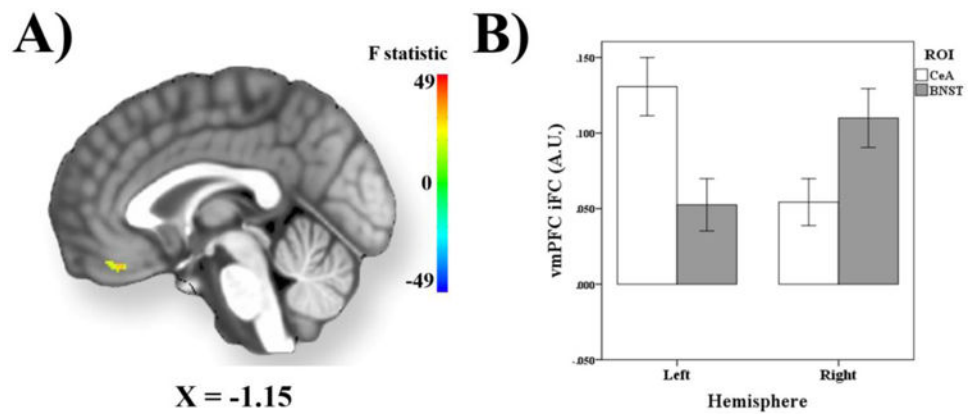 A)
F statistic
49
0
-49
X = -1.15
B)
vmPFC iFC (A.U.)
.150
.100
.050
.000
-.050
Left
Right
Hemisphere
ROI
CeA
BNST